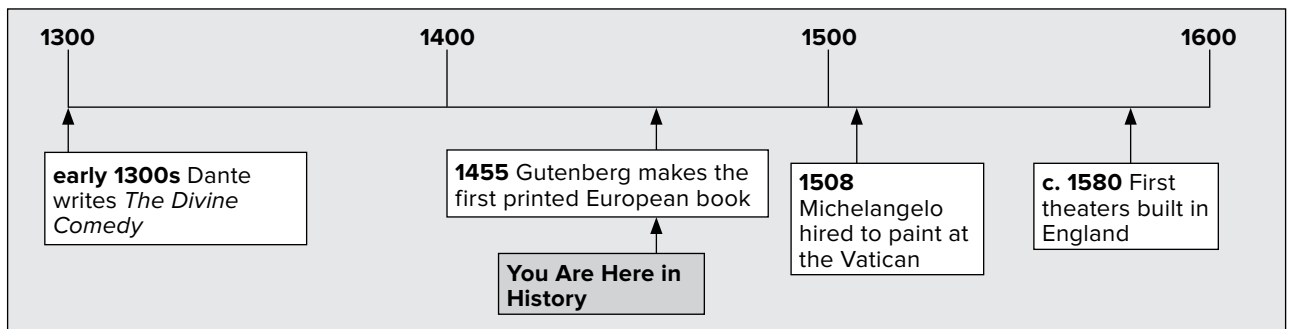 1300
1400
1500
1600
early 1300s Dante
writes The Divine
Comedy
1455 Gutenberg makes the
first printed European book
You Are Here in
History
1508
Michelangelo
hired to paint at
the Vatican
c. 1580 First
theaters built in
England